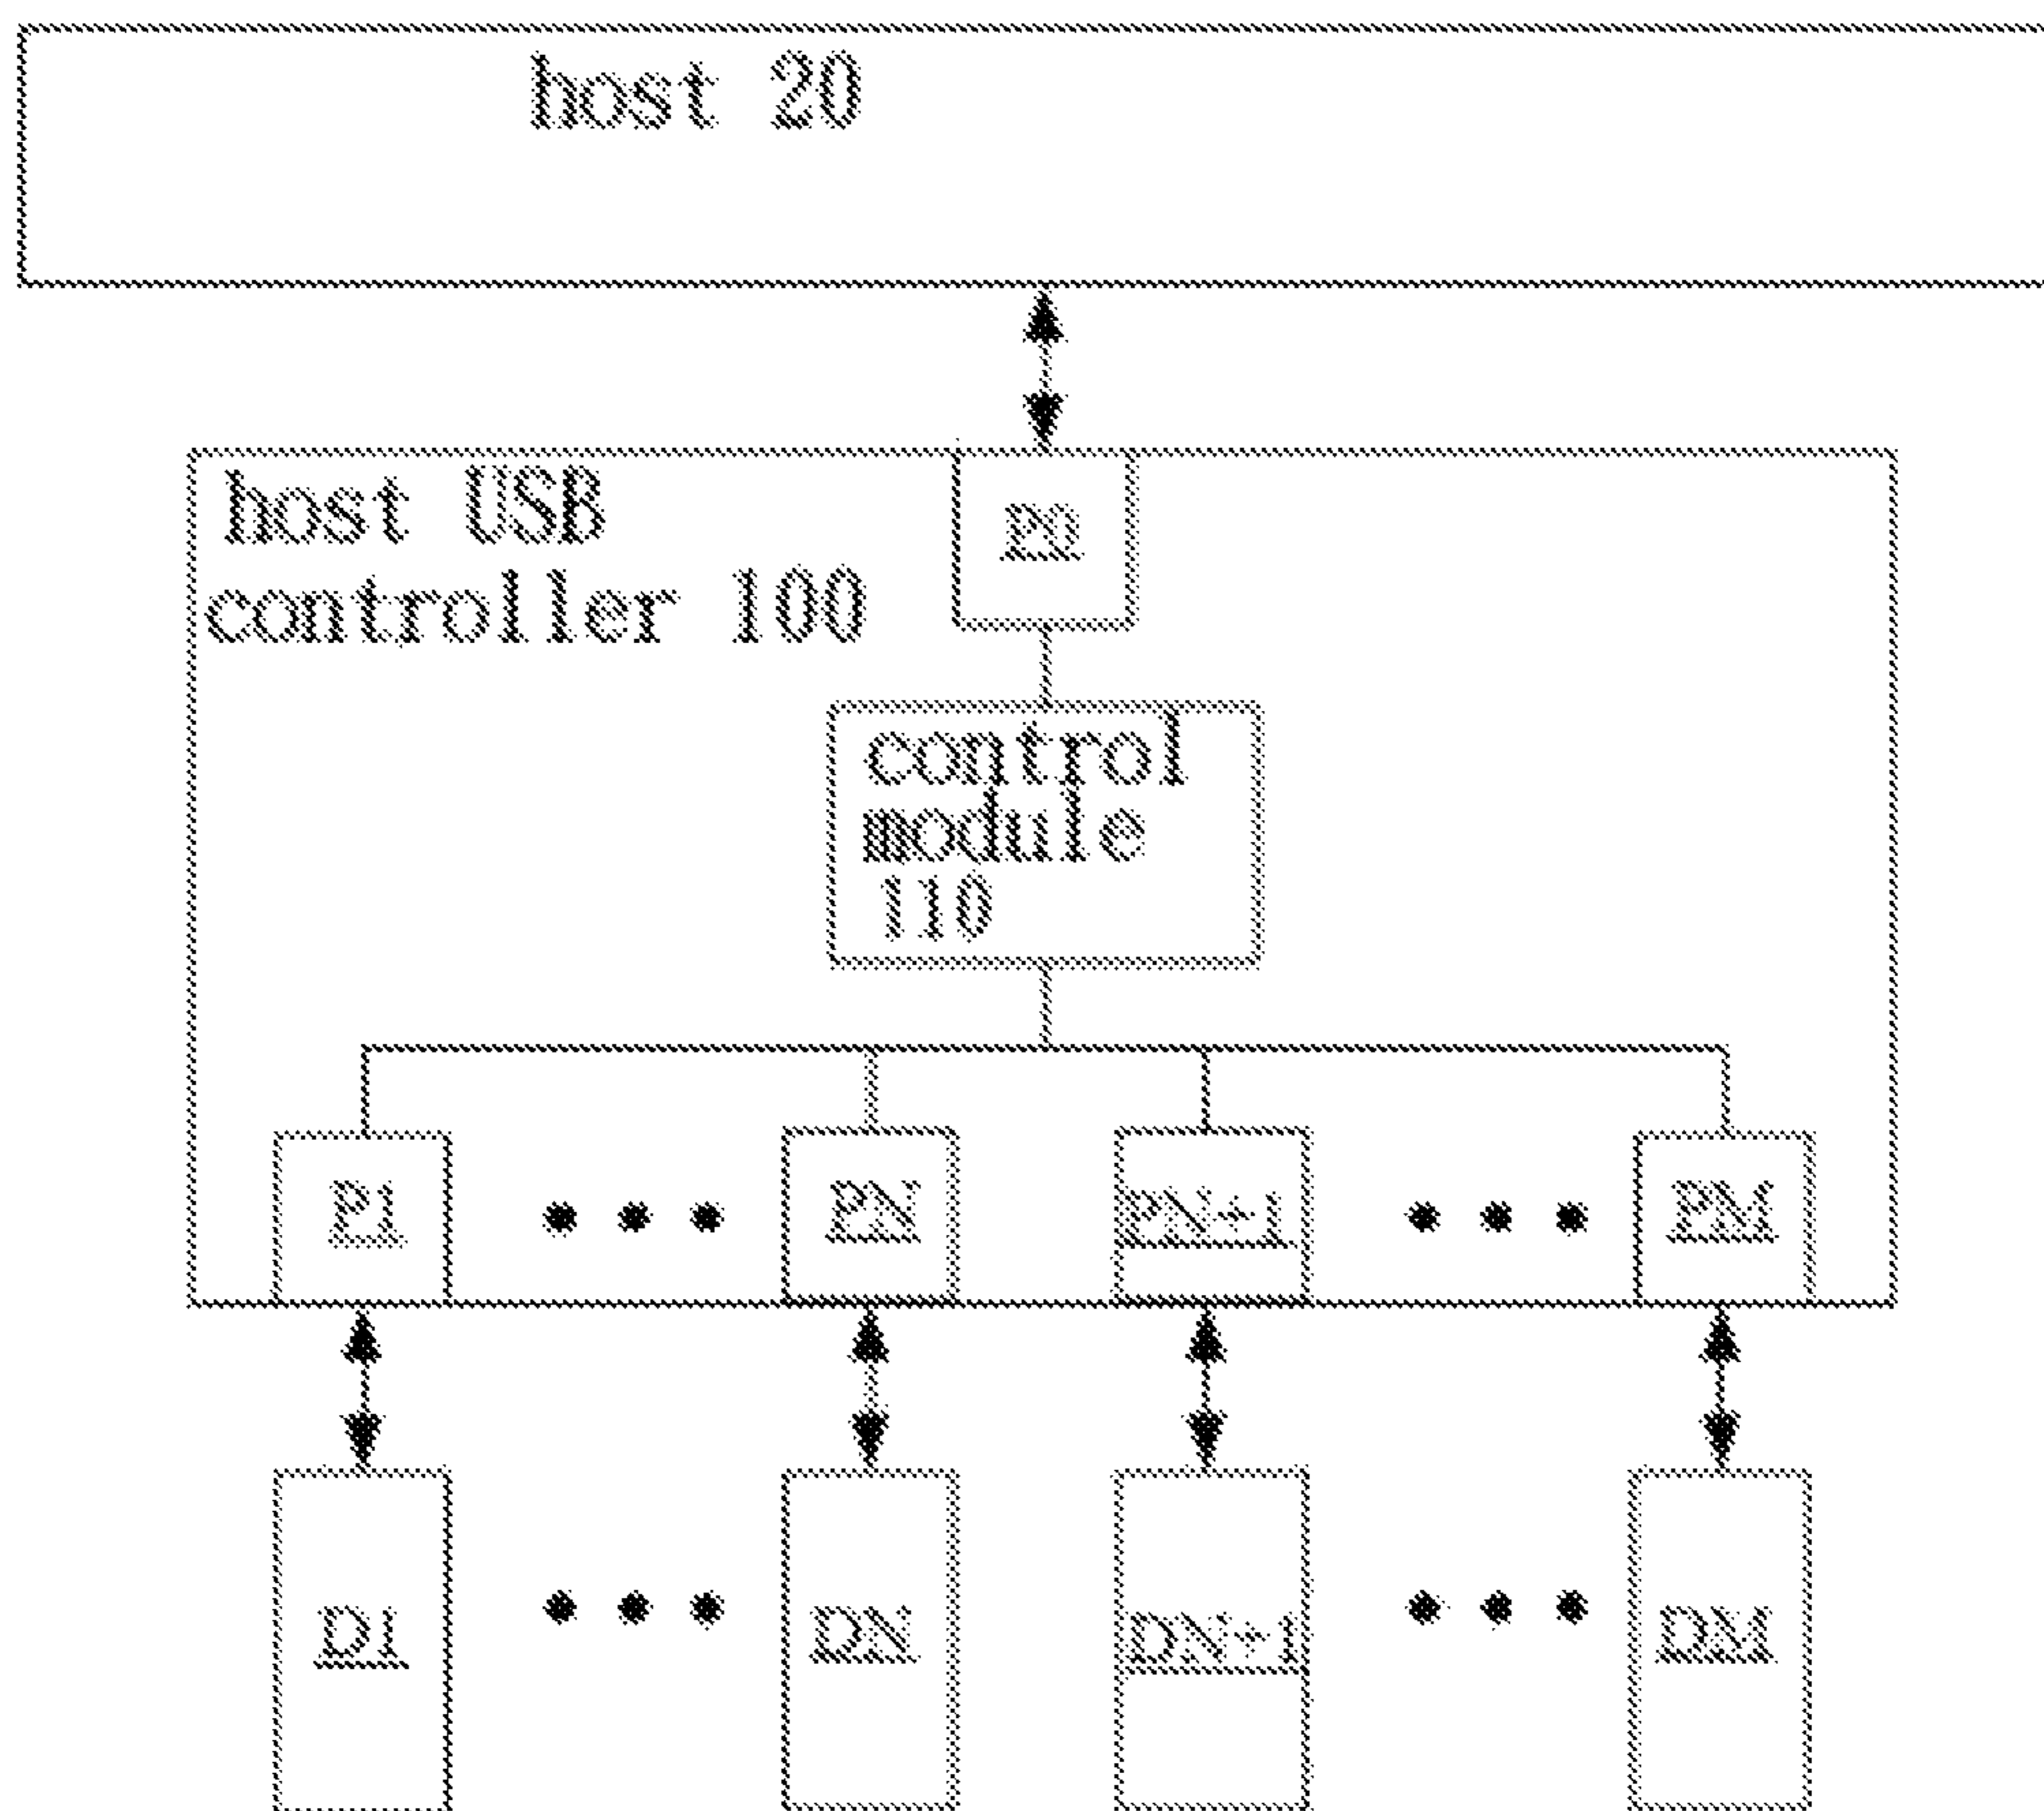 host 20
host USB
controller 100
P0
control
module
110
P1
PN
PN+1
PM
D1
DN
DN+1
DM